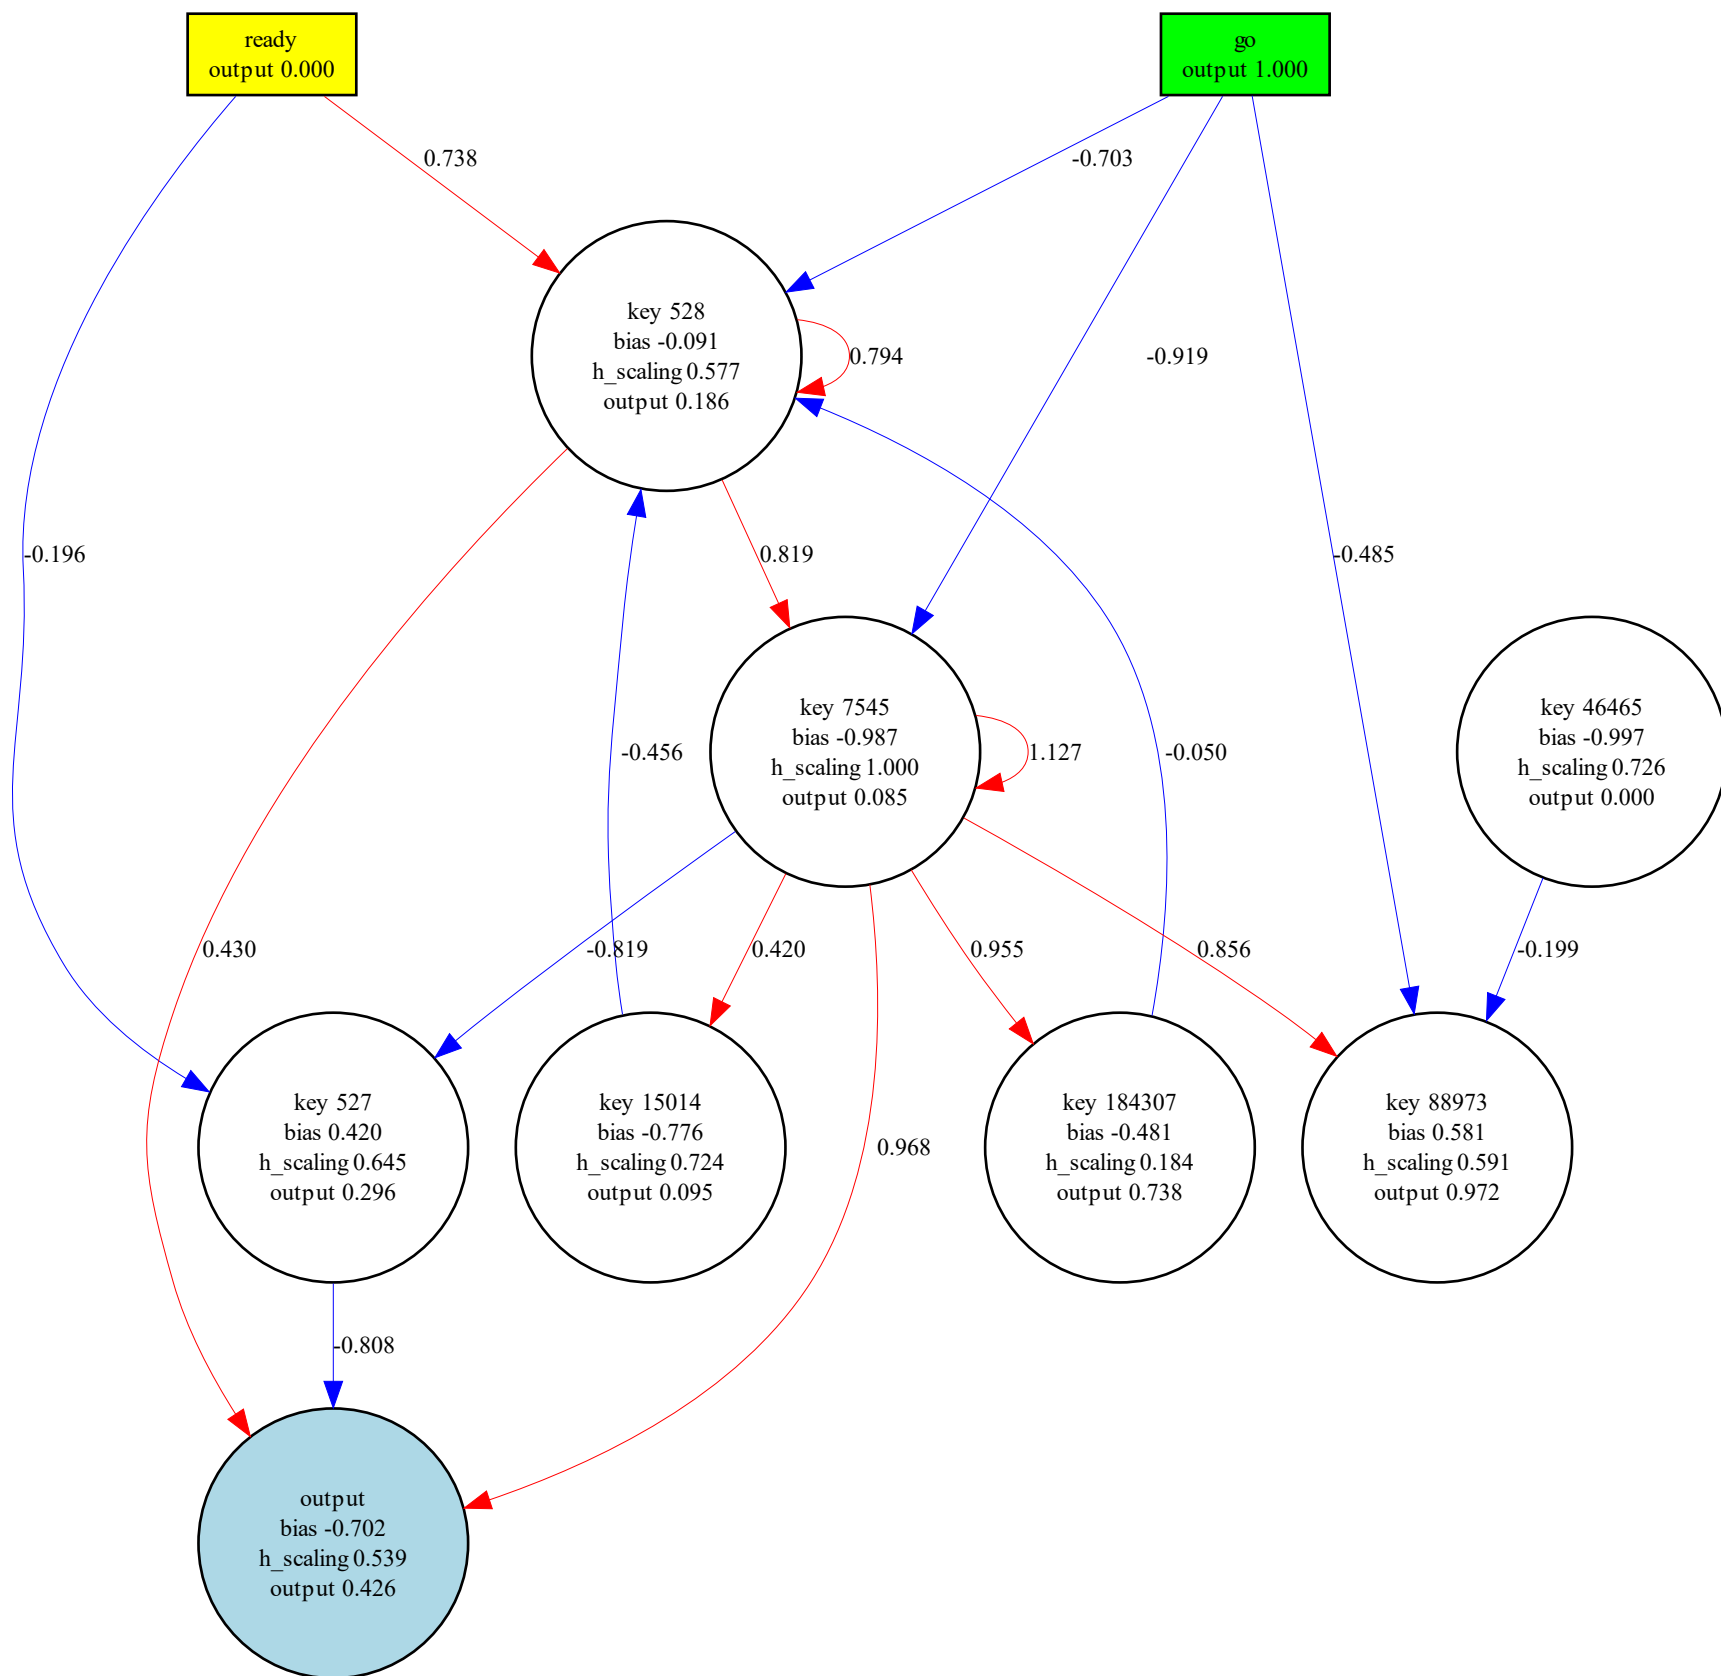 ready
output 0.000
go
output 1.000
0.738
-0.703
key 528
bias -0.091
h_scaling 0.577
output 0.186
0.794
-0.919
-0.196
0.819
-0.485
key 7545
bias -0.987
h_scaling 1.000
output 0.085
1.127
-0.456
-0.050
key 46465
bias -0.997
h_scaling 0.726
output 0.000
0.430
-0.819
0.420
0.955
0.856
-0.199
key 527
bias 0.420
h_scaling 0.645
output 0.296
key 15014
bias -0.776
h_scaling 0.724
output 0.095
0.968
key 184307
bias -0.481
h_scaling 0.184
output 0.738
key 88973
bias 0.581
h_scaling 0.591
output 0.972
-0.808
output
bias -0.702
h_scaling 0.539
output 0.426